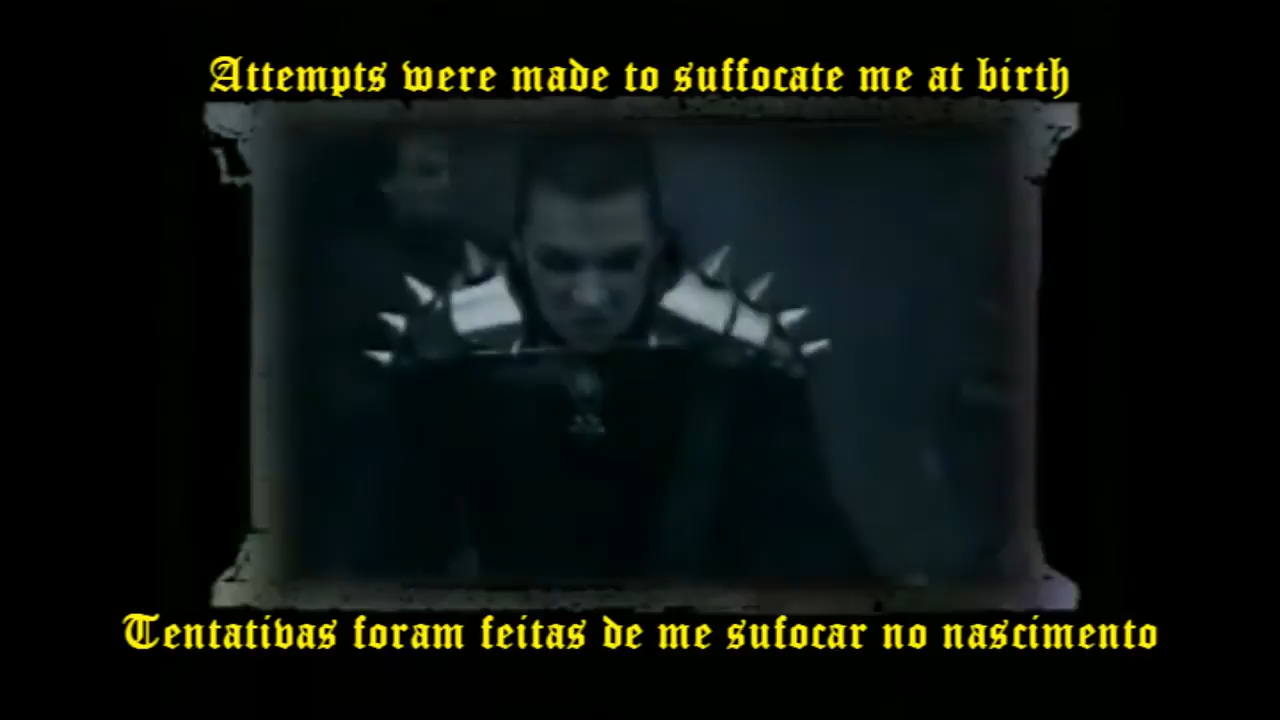 Attempts were made to suffocate me at birth
Tentativas foram feitas de me sufocar no nascimento